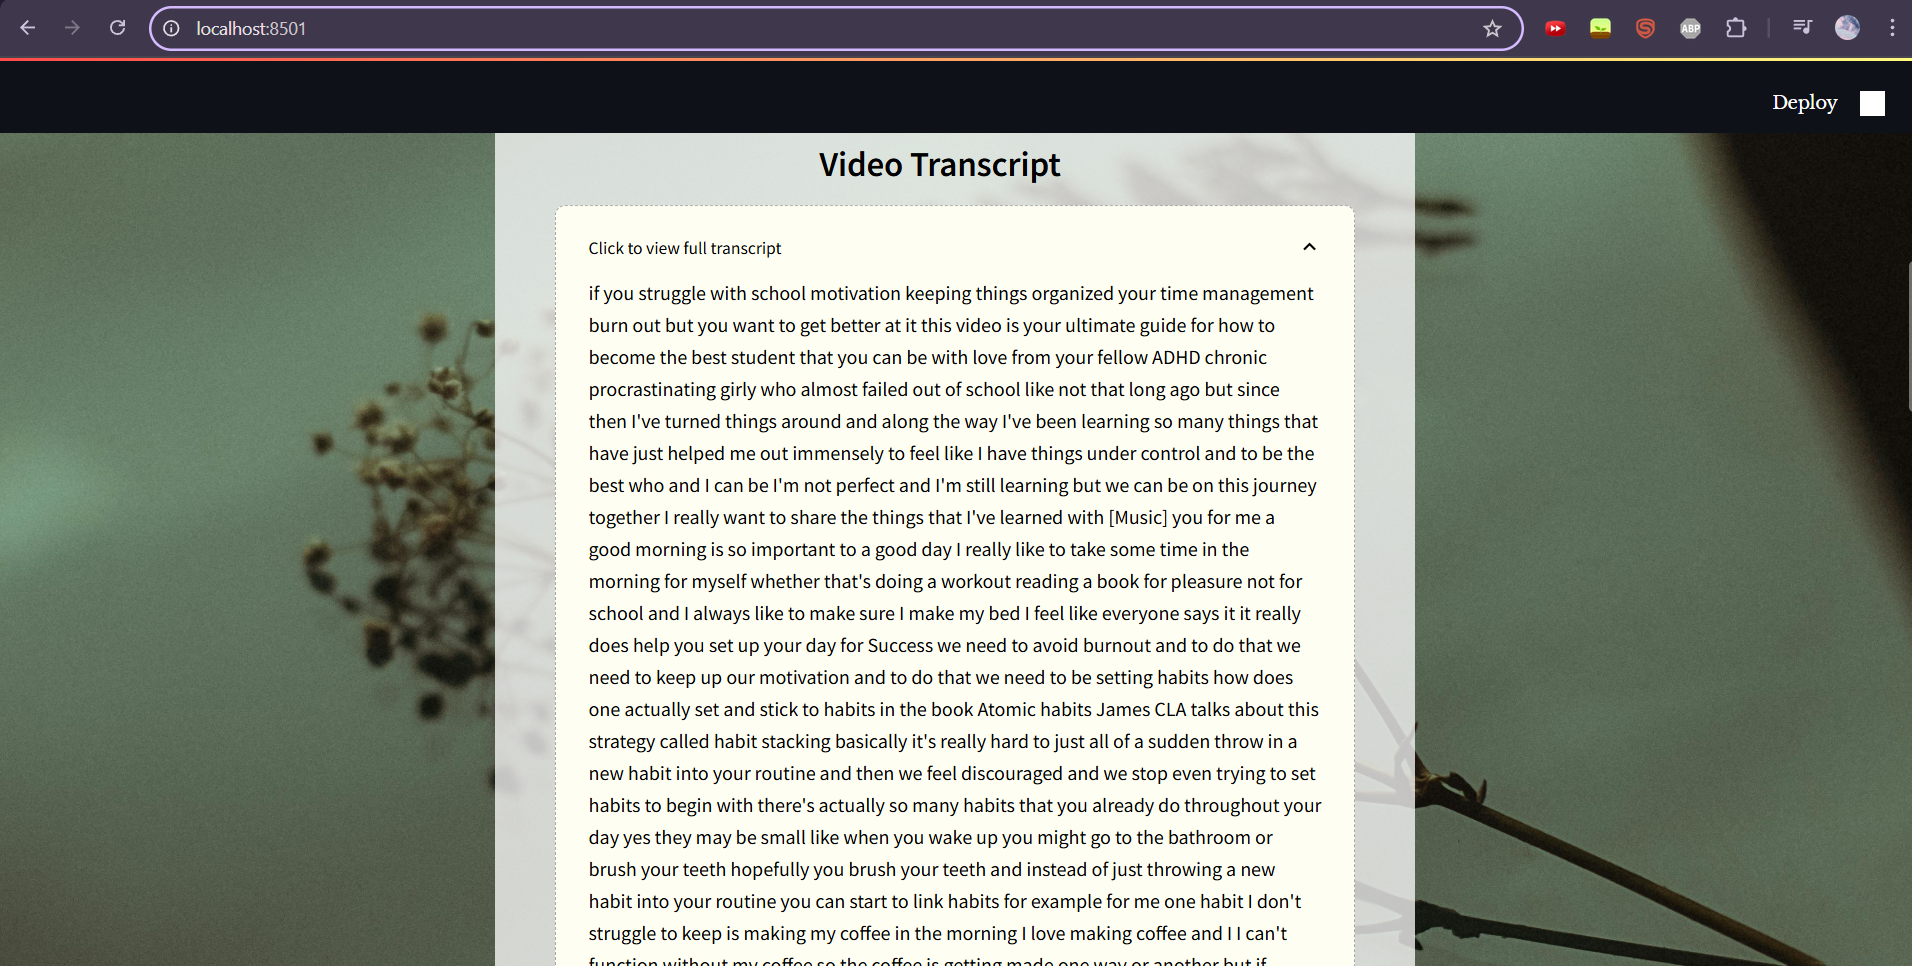 localhost:8501
ABP
Deploy
Video Transcript
Click to view full transcript
if you struggle with school motivation keeping things organized your time management
burn out but you want to get better at it this video is your ultimate guide for how to
become the best student that you can be with love from your fellow ADHD chronic
procrastinating girly who almost failed out of school like not that long ago but since
then I've turned things around and along the way I've been learning so many things that
have just helped me out immensely to feel like I have things under control and to be the
best who and I can be I'm not perfect and I'm still learning but we can be on this journey
together I really want to share the things that I've learned with [Music] you for me a
good morning is so important to a good day I really like to take some time in the
morning for myself whether that's doing a workout reading a book for pleasure not for
school and I always like to make sure I make my bed I feel like everyone says it it really
does help you set up your day for Success we need to avoid burnout and to do that we
need to keep up our motivation and to do that we need to be setting habits how does
one actually set and stick to habits in the book Atomic habits James CLA talks about this
strategy called habit stacking basically it's really hard to just all of a sudden throw in a
new habit into your routine and then we feel discouraged and we stop even trying to set
habits to begin with there's actually so many habits that you already do throughout your
day yes they may be small like when you wake up you might go to the bathroom or
brush your teeth hopefully you brush your teeth and instead of just throwing a new
habit into your routine you can start to link habits for example for me one habit I don't
struggle to keep is making my coffee in the morning I love making coffee and I I can't
function without my coffee so the coffee is getting made one way or another but if